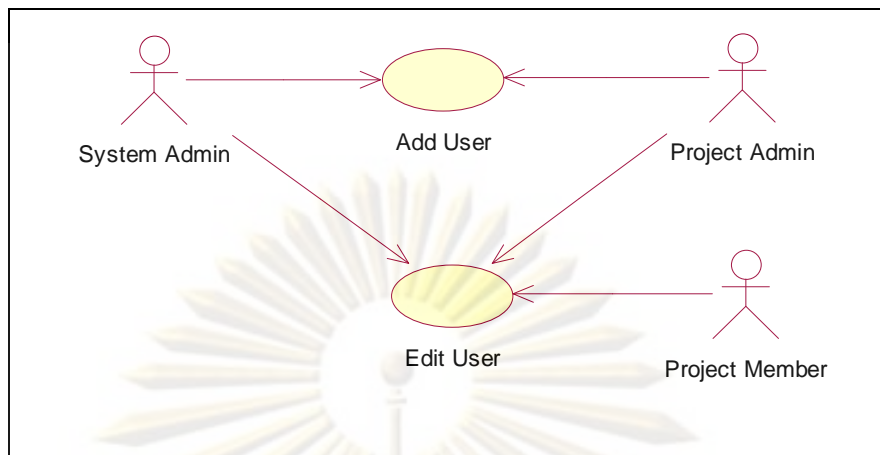 Add User
System Admin
Project Admin
Edit User
Project Member